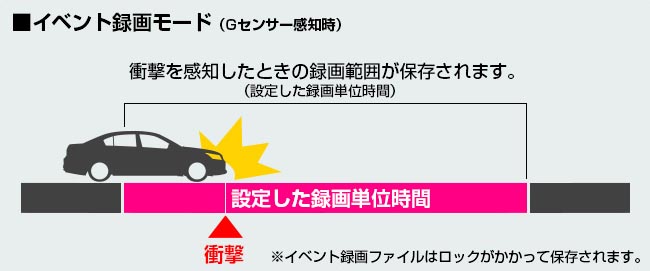 ■イベント録画モード（Gセンサー感知時）
衝撃を感知したときの録画範囲が保存されます。
（設定した録画単位時間）
設定した録画単位時間
衝撃
※イベント録画ファイルはロックがかかって保存されます。